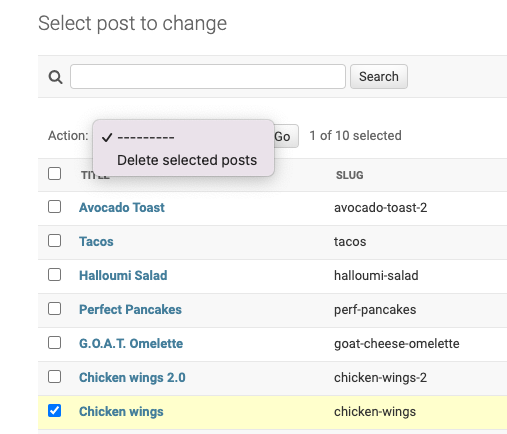 Select post to change
Search
Action:
---------
Delete selected posts
Go
1 of 10 selected
TITLE
SLUG
Avocado Toast avocado-toast-2
Tacos tacos
Halloumi Salad halloumi-salad
Perfect Pancakes perf-pancakes
G.O.A.T. Omelette goat-cheese-omelette
Chicken wings 2.0 chicken-wings-2
Chicken wings chicken-wings